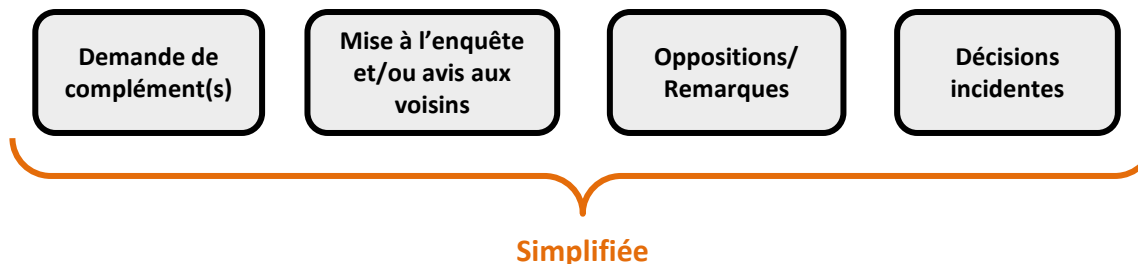 Demande de
complément(s)
Mise à l’enquête
et/ou avis aux
voisins
Oppositions/
Remarques
Décisions
incidentes
Simplifiée